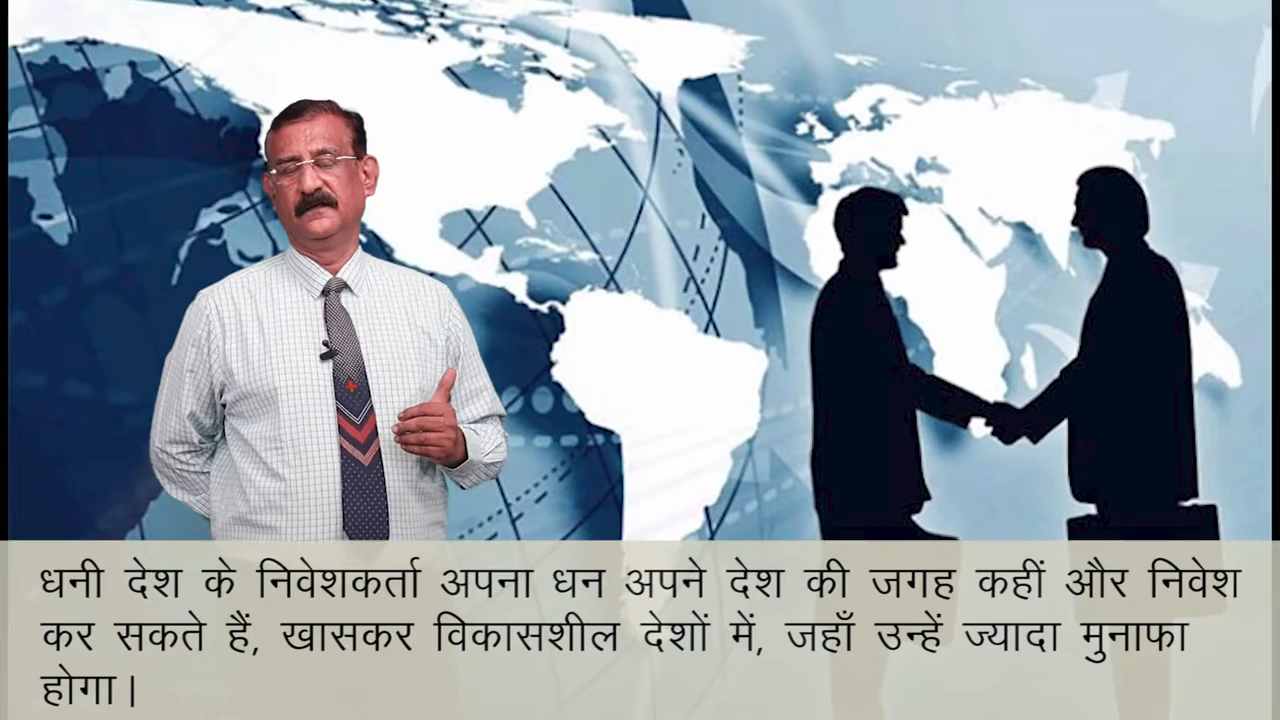 धनी देश के निवेशकर्ता अपना धन अपने देश की जगह कहीं और निवेश
कर सकते हैं, खासकर विकासशील देशों में, जहाँ उन्हें ज्यादा मुनाफा
होगा।